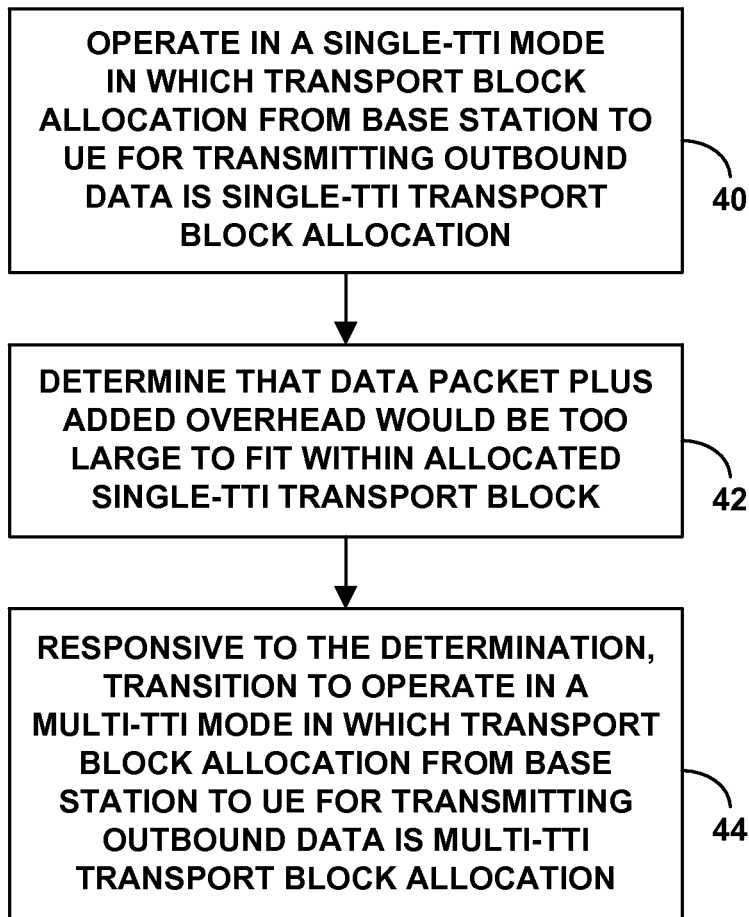 OPERATE IN A SINGLE-TTI MODE
IN WHICH TRANSPORT BLOCK
ALLOCATION FROM BASE STATION TO
UE FOR TRANSMITTING OUTBOUND
DATA IS SINGLE-TTI TRANSPORT
BLOCK ALLOCATION
40
DETERMINE THAT DATA PACKET PLUS
ADDED OVERHEAD WOULD BE TOO
LARGE TO FIT WITHIN ALLOCATED
SINGLE-TTI TRANSPORT BLOCK
42
RESPONSIVE TO THE DETERMINATION,
TRANSITION TO OPERATE IN A
MULTI-TTI MODE IN WHICH TRANSPORT
BLOCK ALLOCATION FROM BASE
STATION TO UE FOR TRANSMITTING
OUTBOUND DATA IS MULTI-TTI
TRANSPORT BLOCK ALLOCATION
44